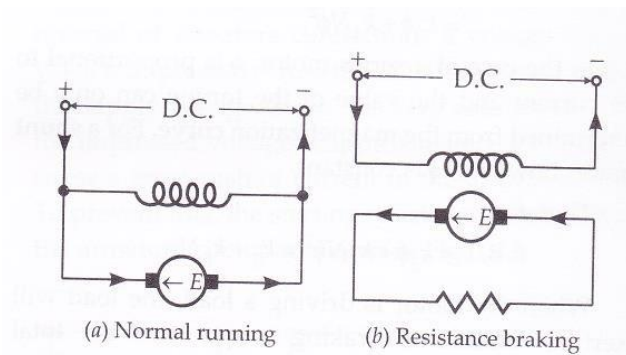 + −
D.C.
← E
(a) Normal running
+ −
D.C.
← E
(b) Resistance braking